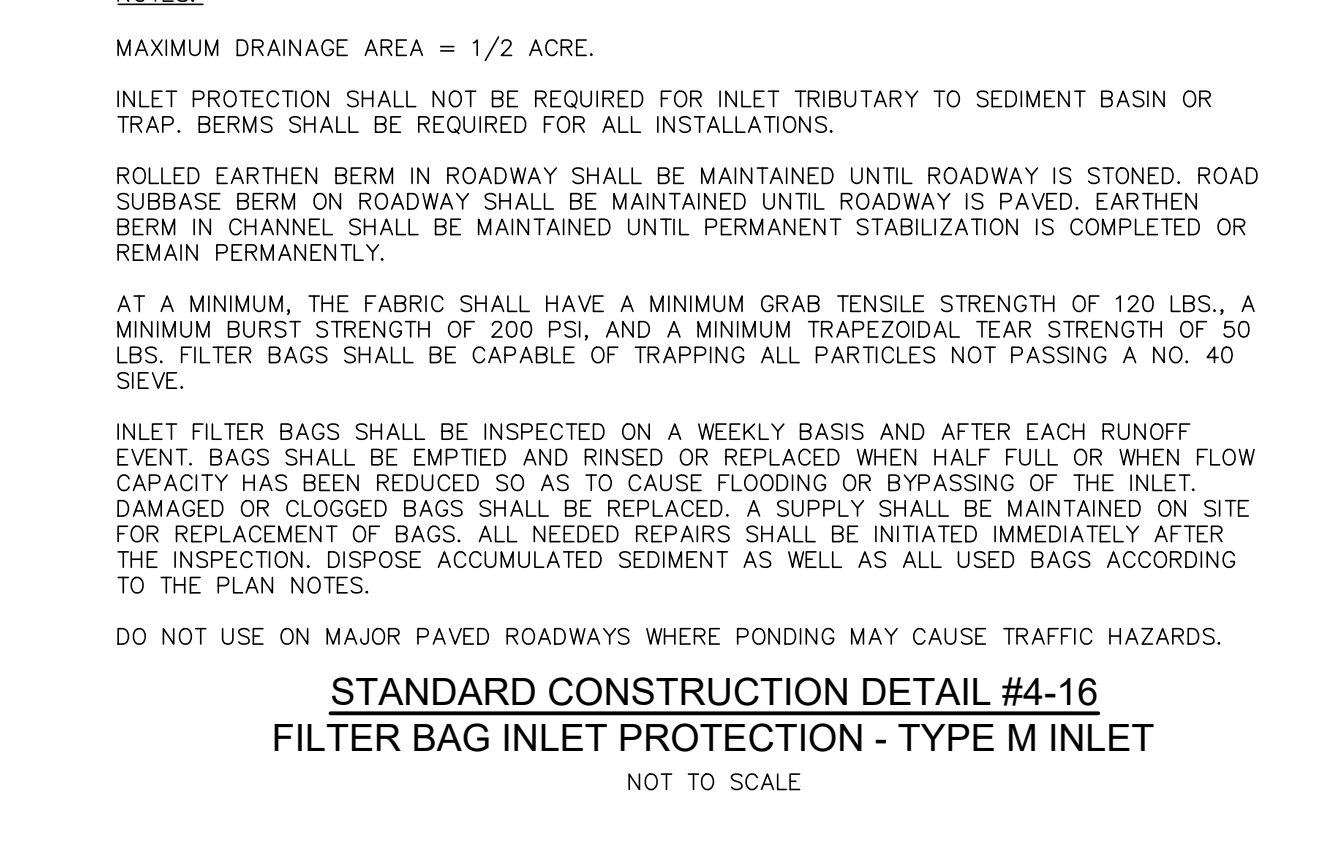 NOTES:
MAXIMUM DRAINAGE AREA = 1/2 ACRE.
INLET PROTECTION SHALL NOT BE REQUIRED FOR INLET TRIBUTARY TO SEDIMENT BASIN OR
TRAP. BERMS SHALL BE REQUIRED FOR ALL INSTALLATIONS.
ROLLED EARTHEN BERM IN ROADWAY SHALL BE MAINTAINED UNTIL ROADWAY IS STONED. ROAD
SUBBASE BERM ON ROADWAY SHALL BE MAINTAINED UNTIL ROADWAY IS PAVED. EARTHEN
BERM IN CHANNEL SHALL BE MAINTAINED UNTIL PERMANENT STABILIZATION IS COMPLETED OR
REMAIN PERMANENTLY.
AT A MINIMUM, THE FABRIC SHALL HAVE A MINIMUM GRAB TENSILE STRENGTH OF 120 LBS., A
MINIMUM BURST STRENGTH OF 200 PSI, AND A MINIMUM TRAPEZOIDAL TEAR STRENGTH OF 50
LBS. FILTER BAGS SHALL BE CAPABLE OF TRAPPING ALL PARTICLES NOT PASSING A NO. 40
SIEVE.
INLET FILTER BAGS SHALL BE INSPECTED ON A WEEKLY BASIS AND AFTER EACH RUNOFF
EVENT. BAGS SHALL BE EMPTIED AND RINSED OR REPLACED WHEN HALF FULL OR WHEN FLOW
CAPACITY HAS BEEN REDUCED SO AS TO CAUSE FLOODING OR BYPASSING OF THE INLET.
DAMAGED OR CLOGGED BAGS SHALL BE REPLACED. A SUPPLY SHALL BE MAINTAINED ON SITE
FOR REPLACEMENT OF BAGS. ALL NEEDED REPAIRS SHALL BE INITIATED IMMEDIATELY AFTER
THE INSPECTION. DISPOSE ACCUMULATED SEDIMENT AS WELL AS ALL USED BAGS ACCORDING
TO THE PLAN NOTES.
DO NOT USE ON MAJOR PAVED ROADWAYS WHERE PONDING MAY CAUSE TRAFFIC HAZARDS.
STANDARD CONSTRUCTION DETAIL #4-16
FILTER BAG INLET PROTECTION - TYPE M INLET
NOT TO SCALE